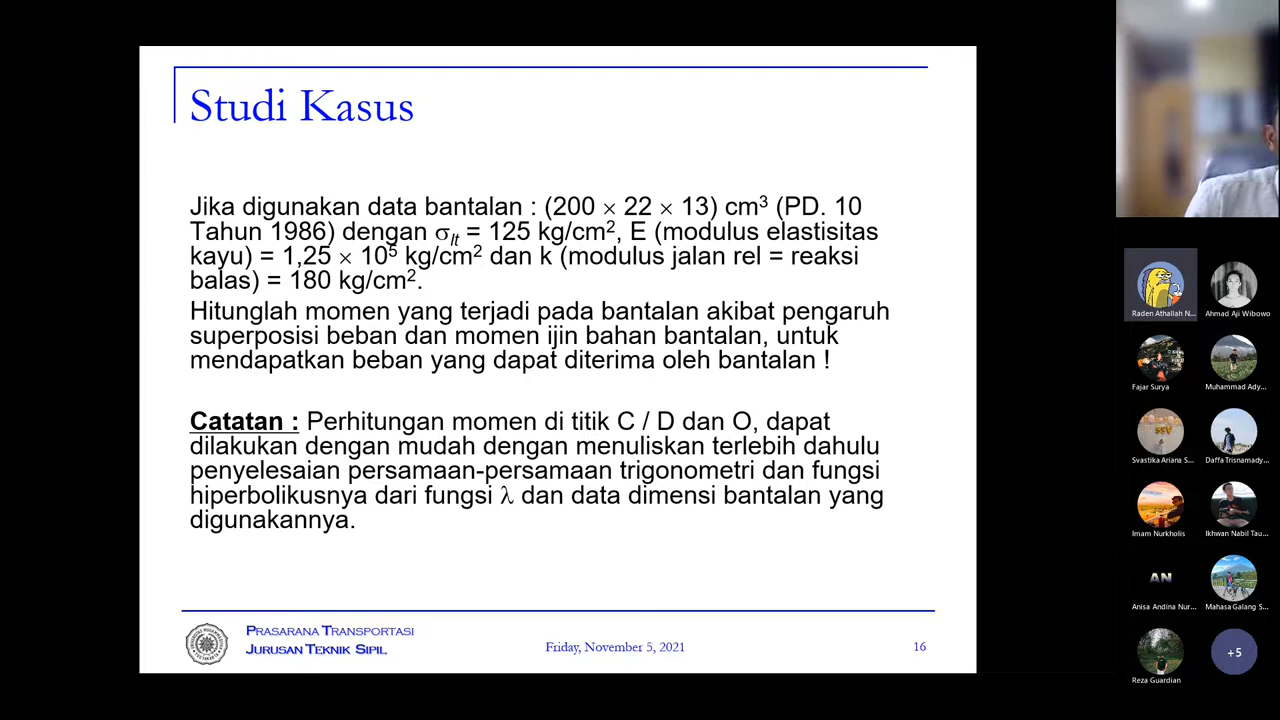 Studi Kasus
Jika digunakan data bantalan : (200 × 22 × 13) cm³ (PD. 10
Tahun 1986) dengan σlt = 125 kg/cm², E (modulus elastisitas
kayu) = 1,25 × 10⁵ kg/cm² dan k (modulus jalan rel = reaksi
balas) = 180 kg/cm².
Hitunglah momen yang terjadi pada bantalan akibat pengaruh
superposisi beban dan momen ijin bahan bantalan, untuk
mendapatkan beban yang dapat diterima oleh bantalan !
Catatan : Perhitungan momen di titik C / D dan O, dapat
dilakukan dengan mudah dengan menuliskan terlebih dahulu
penyelesaian persamaan-persamaan trigonometri dan fungsi
hiperbolikusnya dari fungsi λ dan data dimensi bantalan yang
digunakannya.
PRASARANA TRANSPORTASI
JURUSAN TEKNIK SIPIL
Friday, November 5, 2021
16
Raden Athallah N...
Ahmad Aji Wibowo
Fajar Surya
Muhammad Ady...
Svastika Ariana S...
Daffa Trisnamady...
Imam Nurkholis
Ikhwan Nabil Tau...
AN
Anisa Andina Nur...
Mahasa Galang S...
Reza Guardian
+5